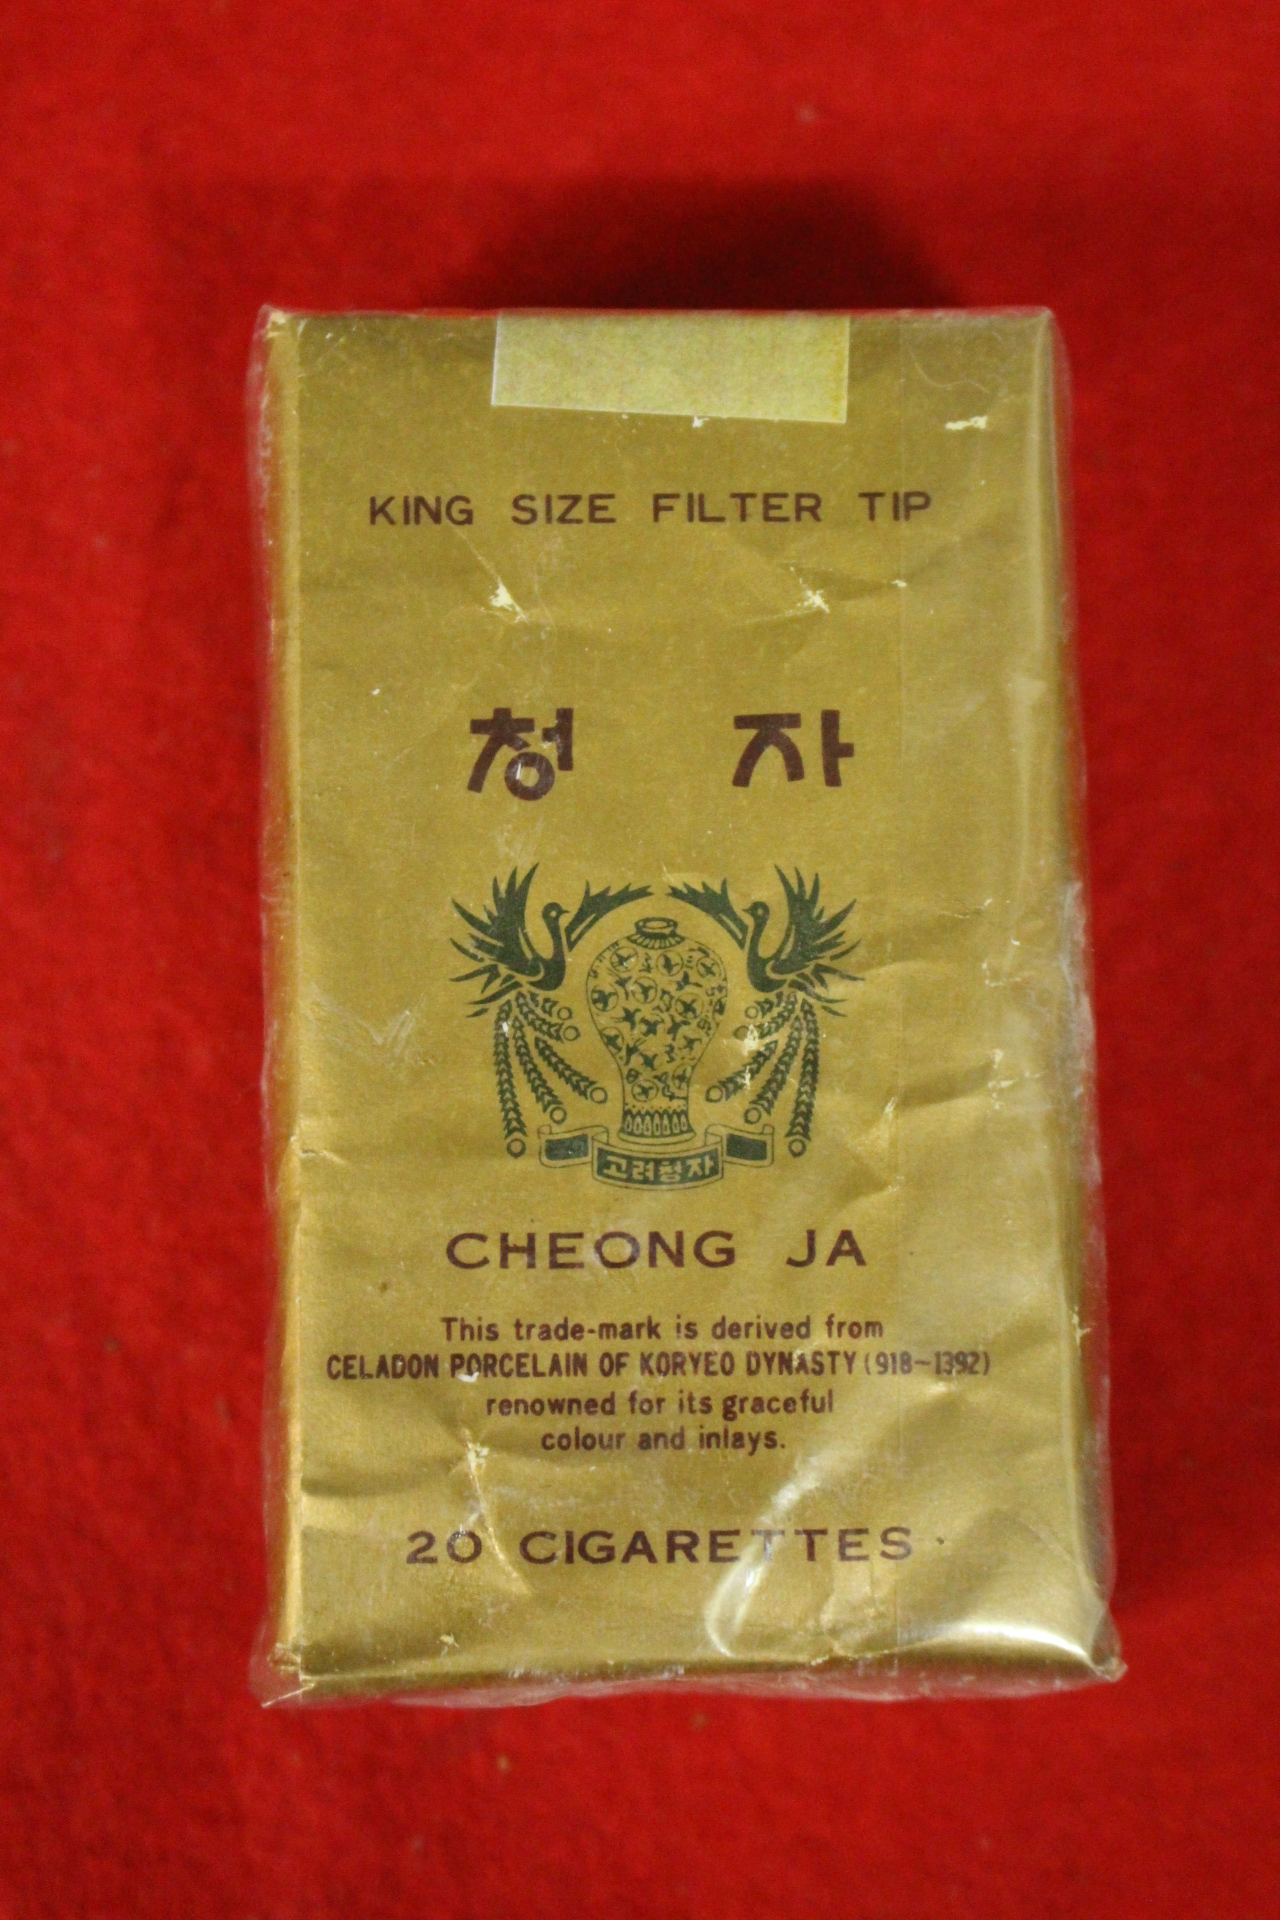 KING SIZE FILTER TIP
청 자
고려청자
CHEONG JA
This trade-mark is derived from
CELADON PORCELAIN OF KORYEO DYNASTY (918~1392)
renowned for its graceful
colour and inlays.
20 CIGARETTES